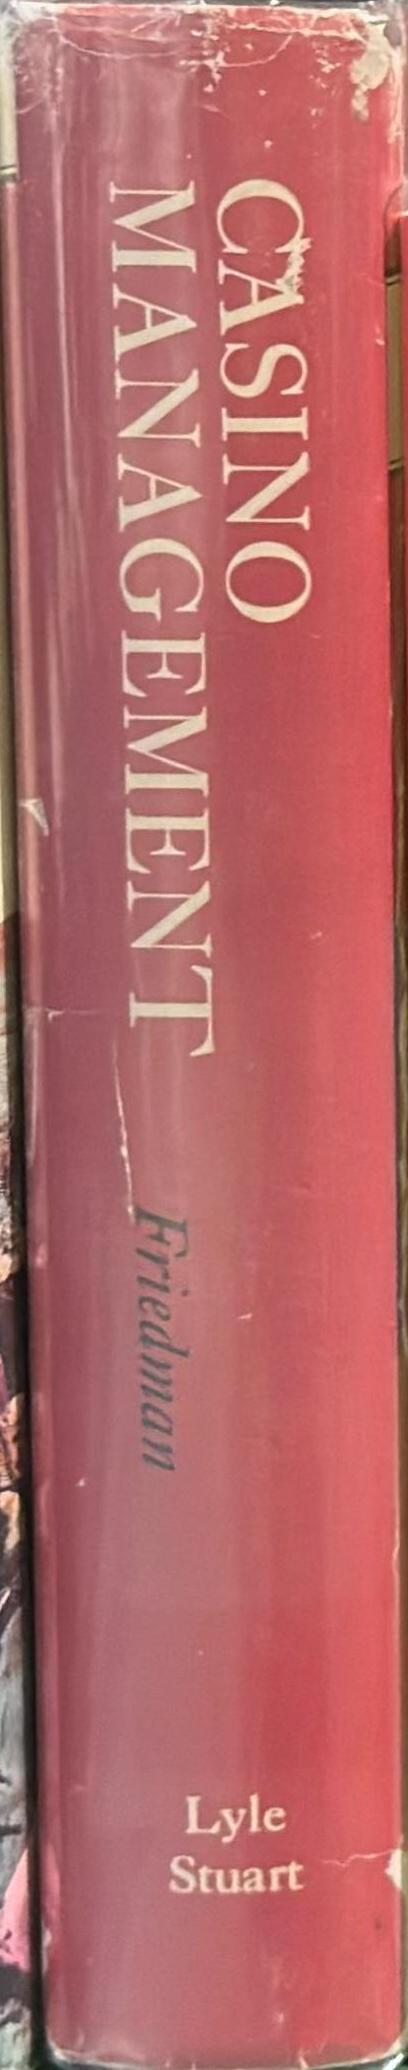 CASINO
MANAGEMENT
Friedman
Lyle
Stuart